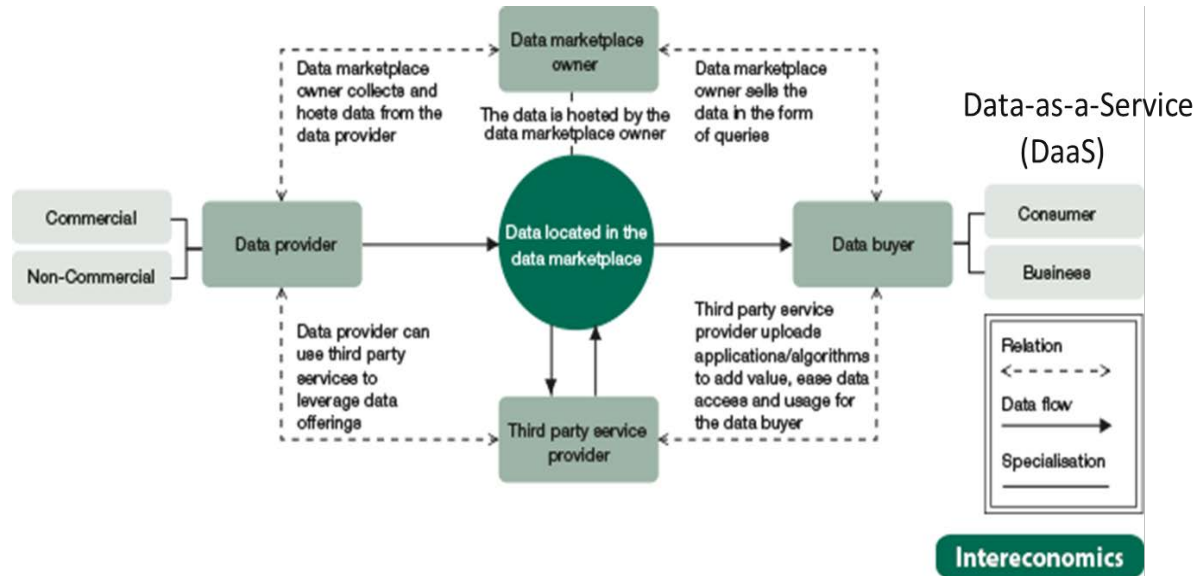 Data marketplace
owner
Data marketplace
owner collects and
hosts data from the
data provider
The data is hosted by the
data marketplace owner
Data marketplace
owner sells the
data in the form
of queries
Data-as-a-Service
(DaaS)
Commercial
Non-Commercial
Data provider
Data located in the
data marketplace
Data buyer
Consumer
Business
Data provider can
use third party
services to
leverage data
offerings
Third party service
provider
Third party service
provider uploads
applications/algorithms
to add value, ease data
access and usage for
the data buyer
Relation
Data flow
Specialisation
Intereconomics